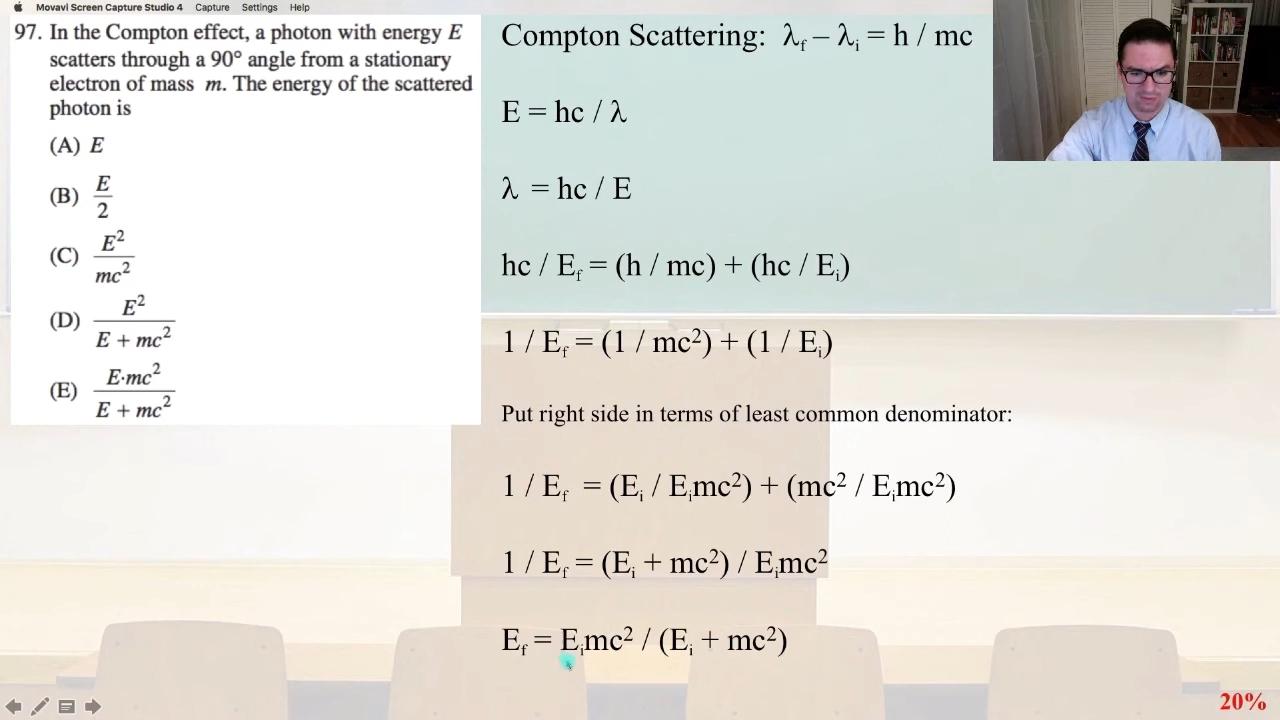 Movavi Screen Capture Studio 4 Capture Settings Help
97. In the Compton effect, a photon with energy E
scatters through a 90° angle from a stationary
electron of mass m. The energy of the scattered
photon is
(A) E
(B) E/2
(C) E²/mc²
(D) E²/(E + mc²)
(E) E·mc²/(E + mc²)
Compton Scattering: λf – λi = h / mc
E = hc / λ
λ = hc / E
hc / Ef = (h / mc) + (hc / Ei)
1 / Ef = (1 / mc²) + (1 / Ei)
Put right side in terms of least common denominator:
1 / Ef = (Ei / Eimc²) + (mc² / Eimc²)
1 / Ef = (Ei + mc²) / Eimc²
Ef = Eimc² / (Ei + mc²)
20%